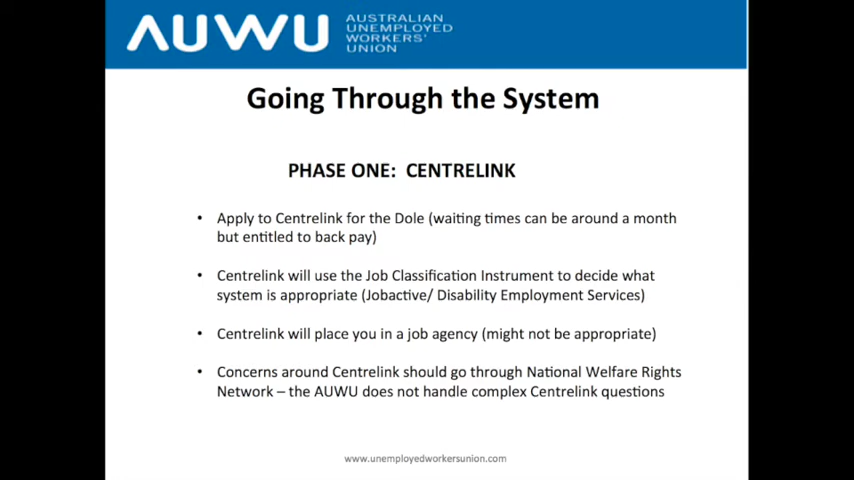 AUWU
AUSTRALIAN
UNEMPLOYED
WORKERS'
UNION
Going Through the System
PHASE ONE: CENTRELINK
• Apply to Centrelink for the Dole (waiting times can be around a month
but entitled to back pay)
• Centrelink will use the Job Classification Instrument to decide what
system is appropriate (Jobactive/ Disability Employment Services)
• Centrelink will place you in a job agency (might not be appropriate)
• Concerns around Centrelink should go through National Welfare Rights
Network – the AUWU does not handle complex Centrelink questions
www.unemployedworkersunion.com